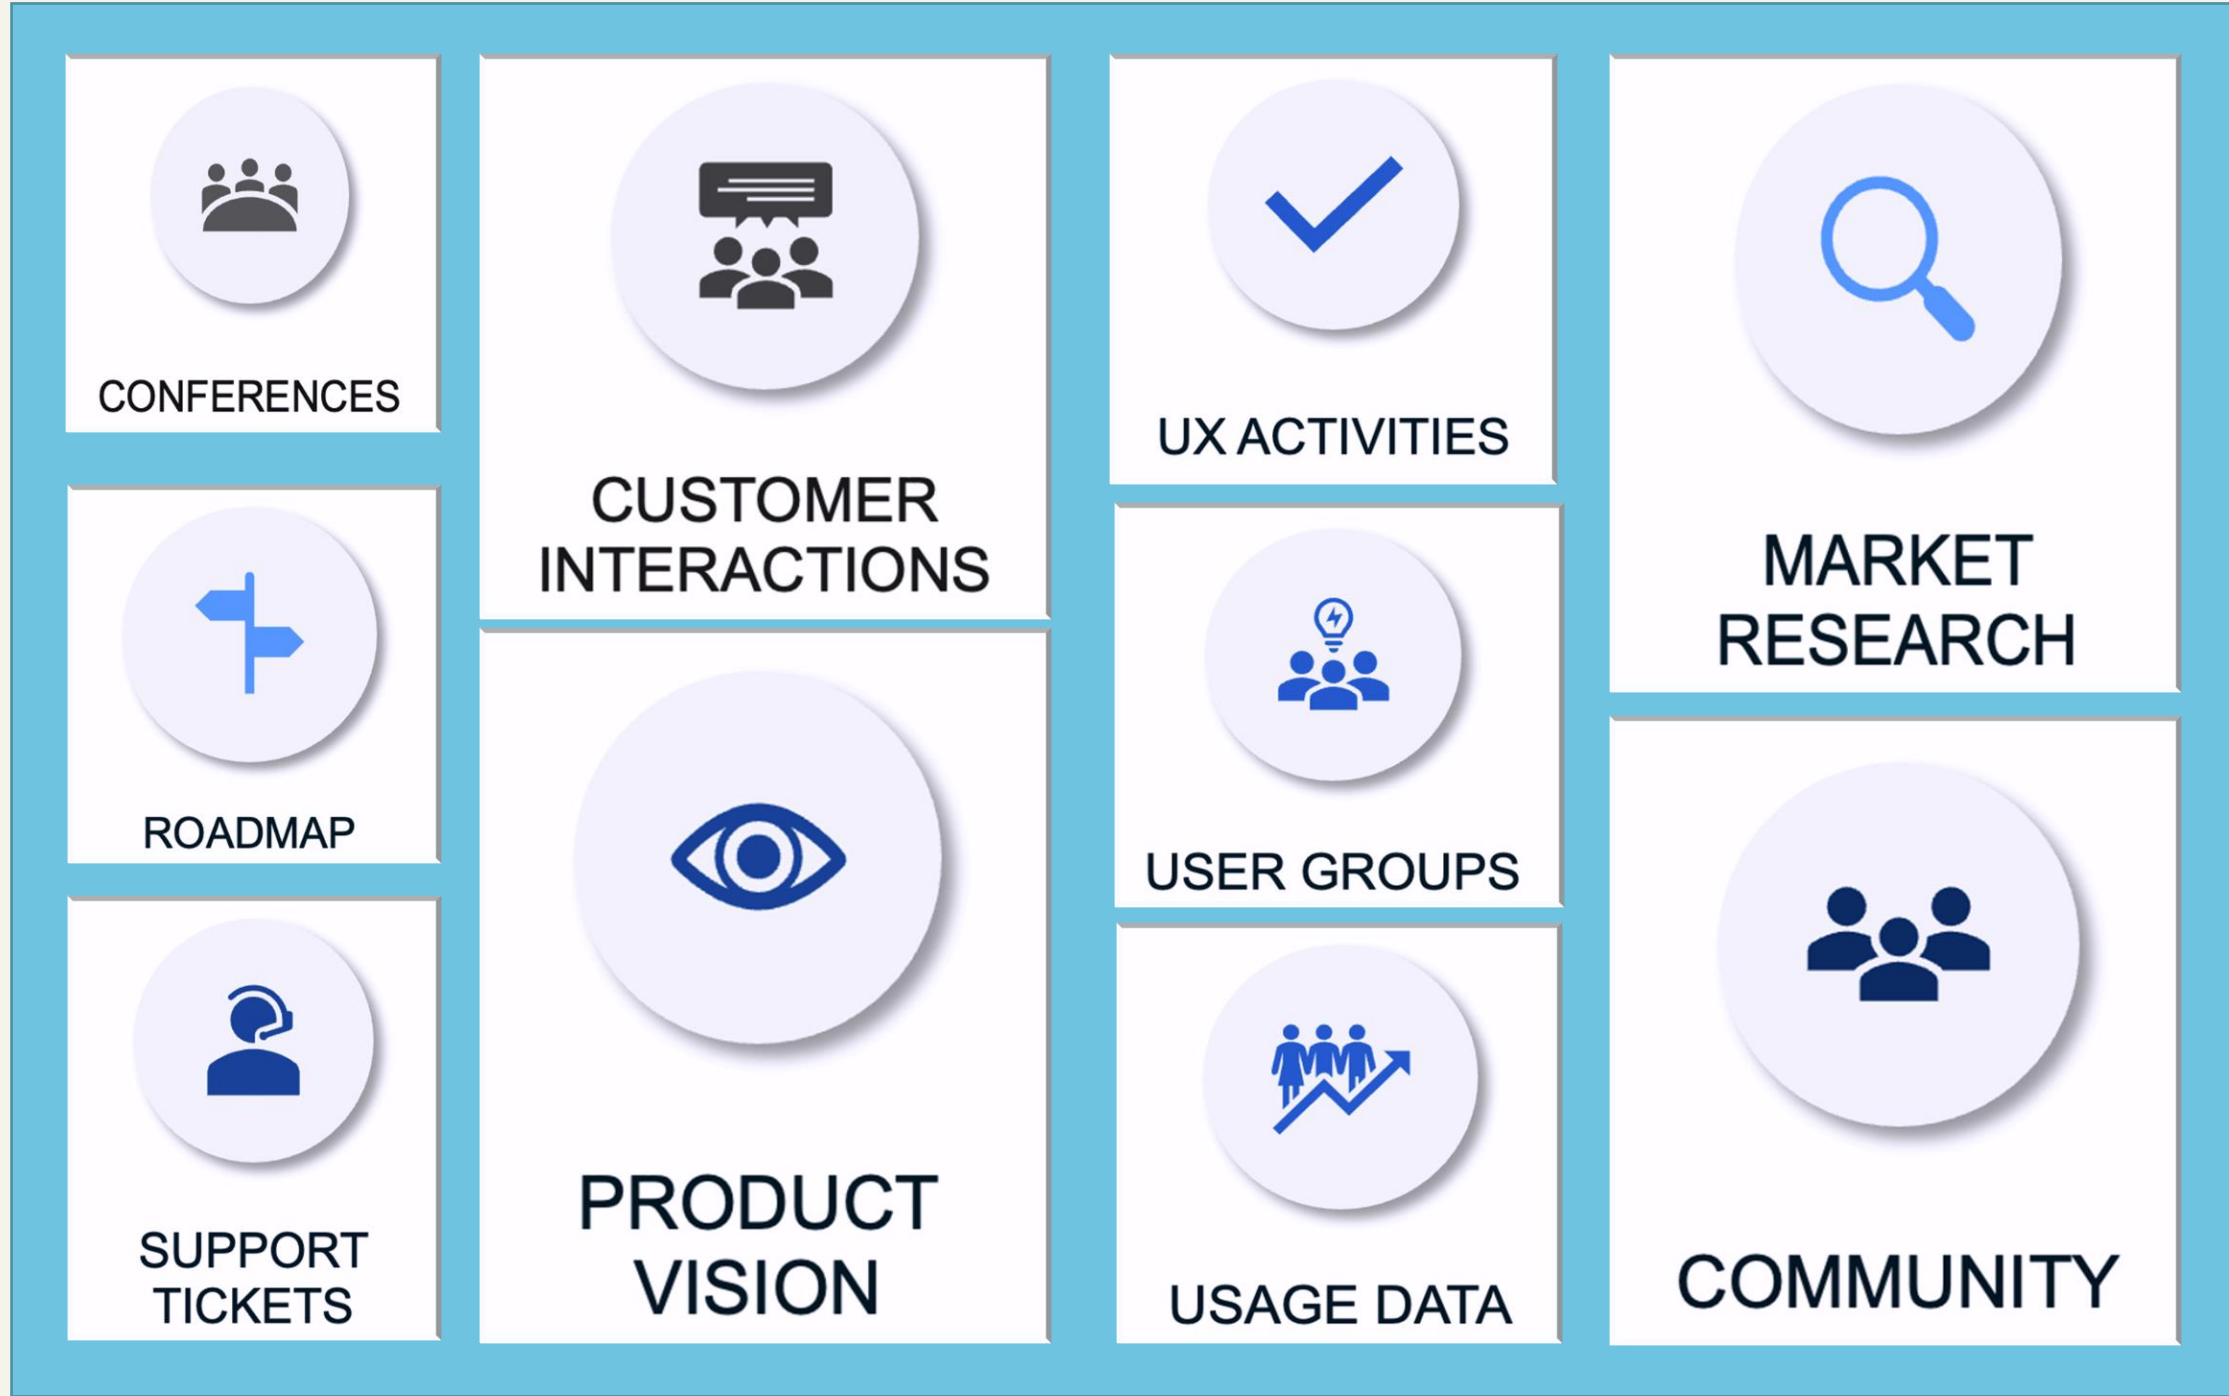 CONFERENCES
ROADMAP
SUPPORT
TICKETS
CUSTOMER
INTERACTIONS
PRODUCT
VISION
UX ACTIVITIES
USER GROUPS
USAGE DATA
MARKET
RESEARCH
COMMUNITY